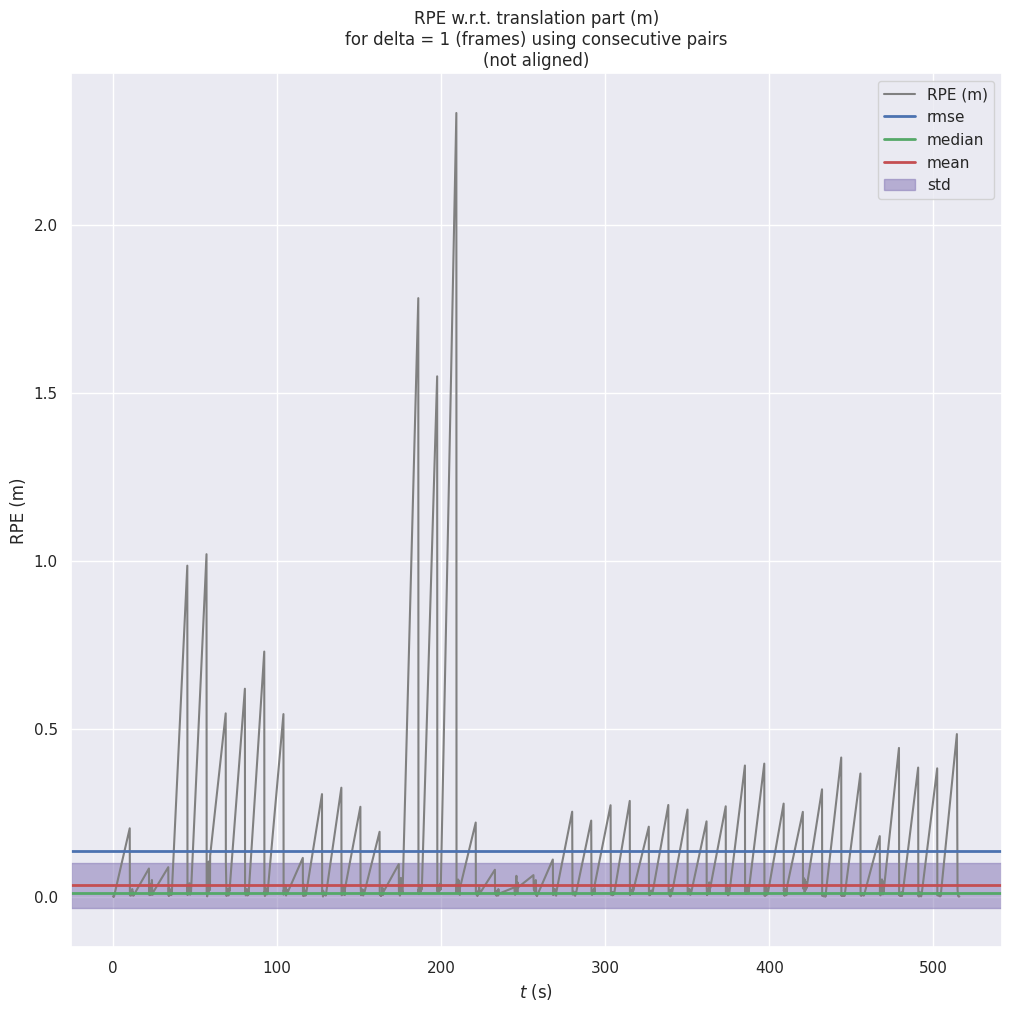 RPE w.r.t. translation part (m)
for delta = 1 (frames) using consecutive pairs
(not aligned)
RPE (m)
rmse
median
mean
std
2.0
1.5
1.0
0.5
0.0
RPE (m)
0 100 200 300 400 500
t (s)